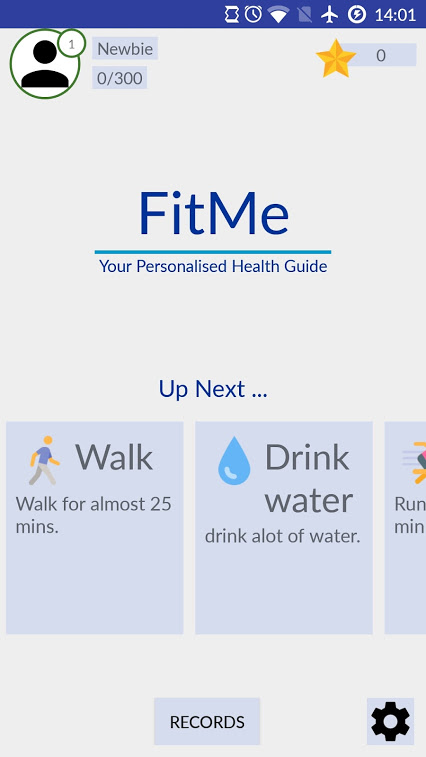 14:01
1
Newbie
0
0/300
FitMe
Your Personalised Health Guide
Up Next ...
Walk
Walk for almost 25
mins.
Drink
water
drink alot of water.
Run
min
RECORDS